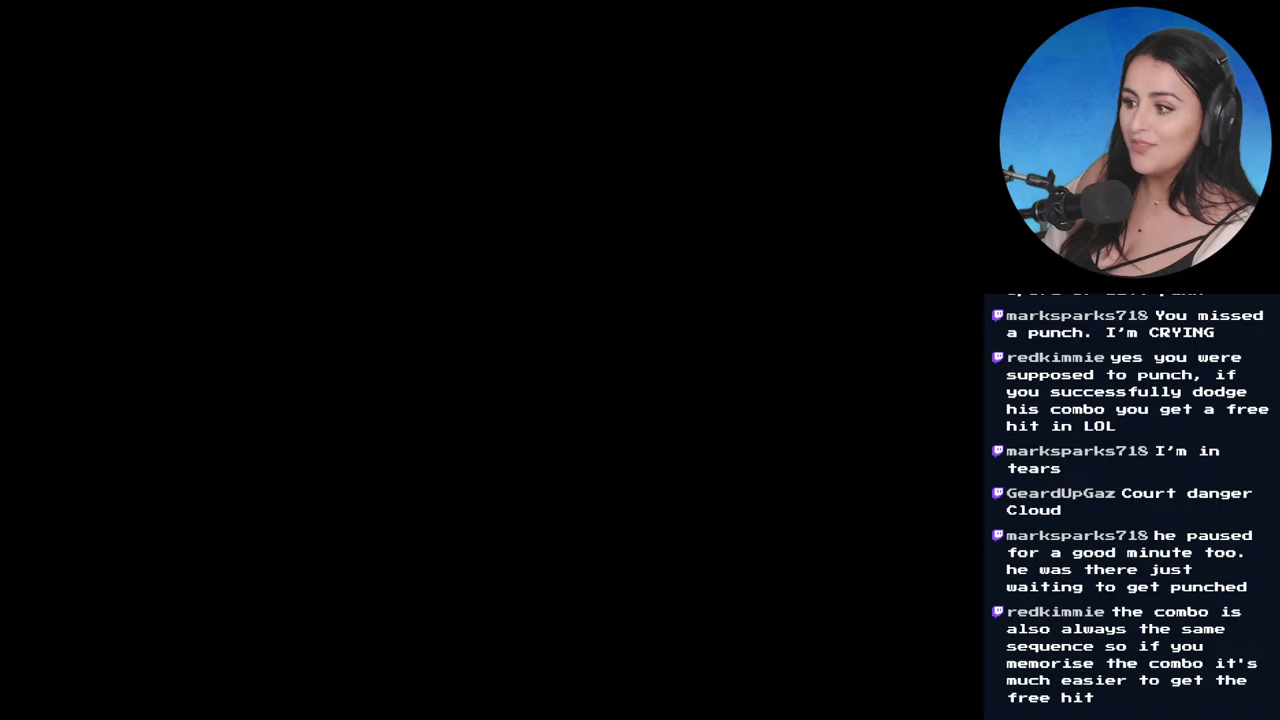 marksparks718 You missed
a punch. I'm CRYING
redkimmie yes you were
supposed to punch, if
you successfully dodge
his combo you get a free
hit in LOL
marksparks718 I'm in
tears
GeardUpGaz Court danger
Cloud
marksparks718 he paused
for a good minute too.
he was there just
waiting to get punched
redkimmie the combo is
also always the same
sequence so if you
memorise the combo it's
much easier to get the
free hit